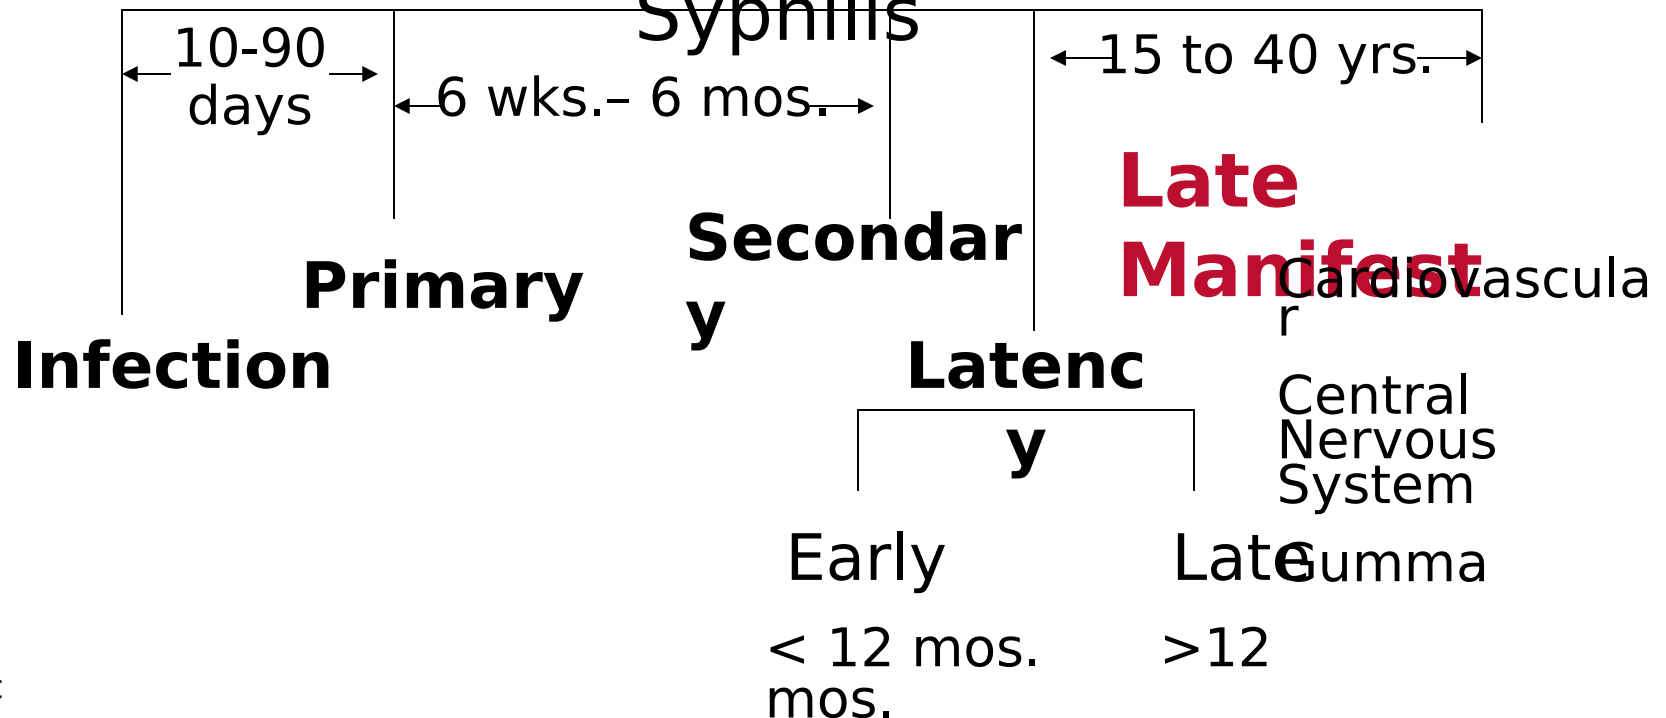 Syphilis
10-90
days
6 wks.– 6 mos.
15 to 40 yrs.
Late
Manifest
Secondar
y
Primary
Infection
Latenc
y
Cardiovascula
r
Central
Nervous
System
Gumma
Early
Late
< 12 mos. >12
mos.